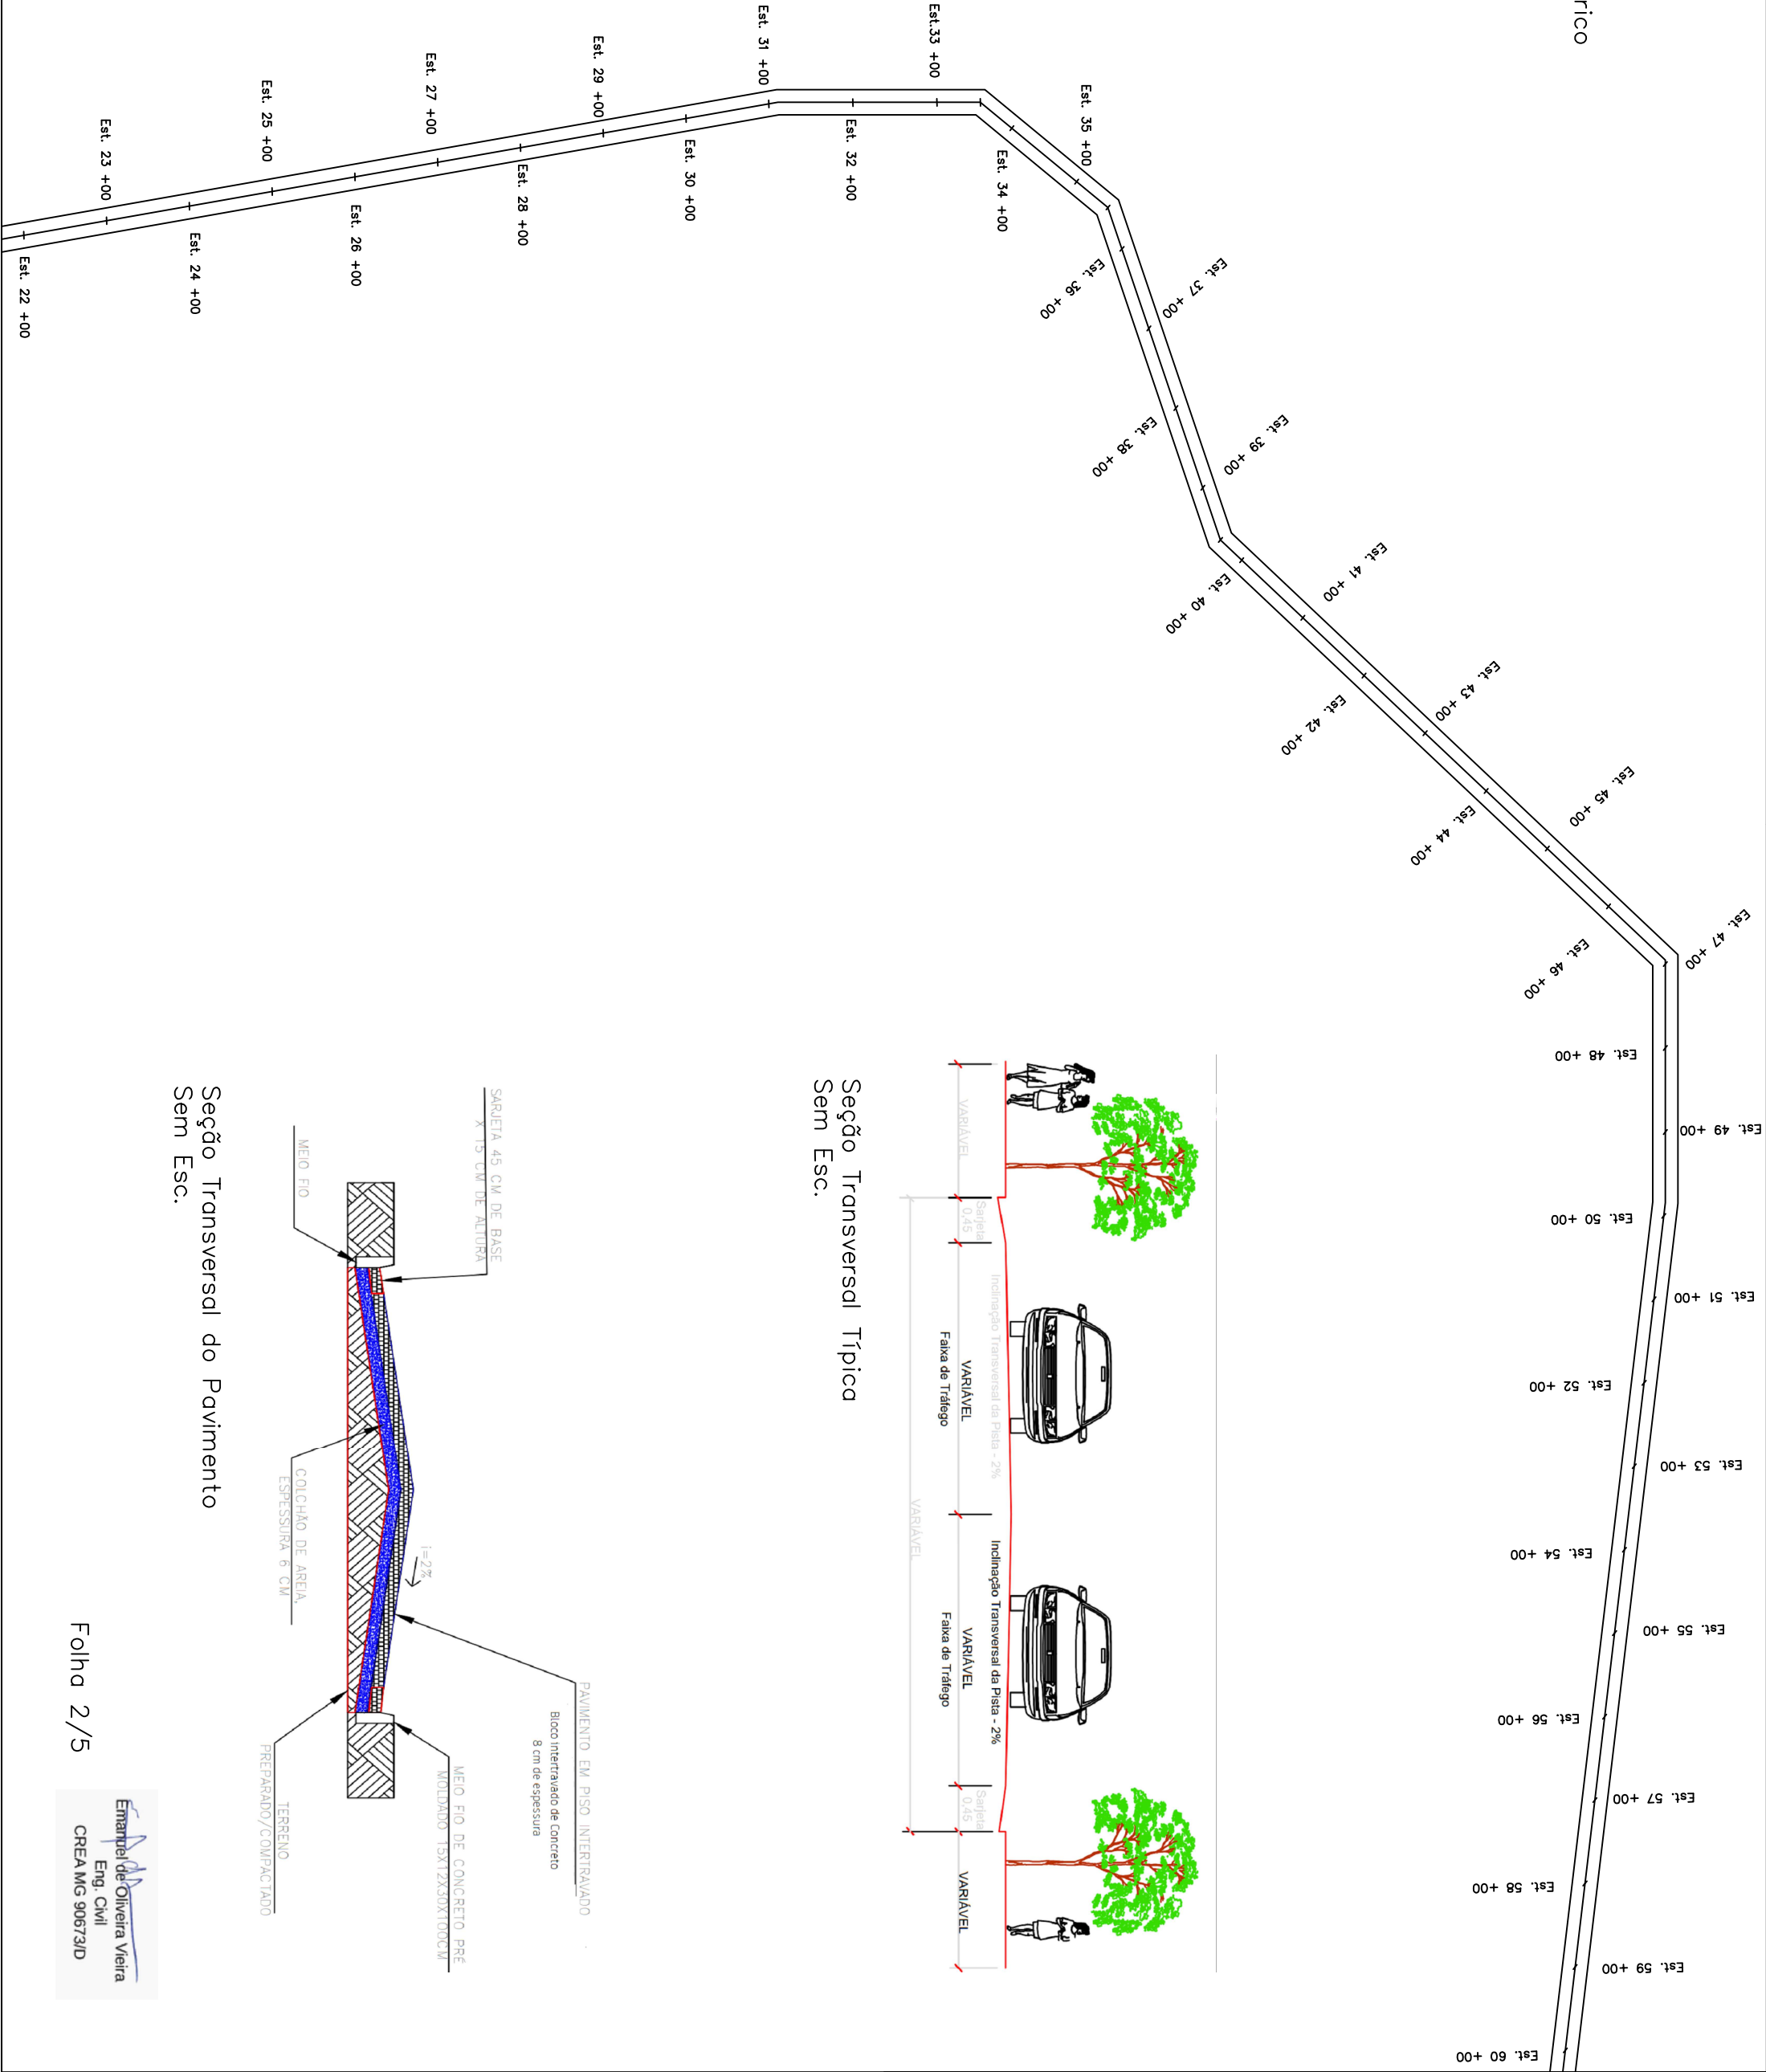 rico
Est. 22 +00
Est. 23 +00
Est. 24 +00
Est. 25 +00
Est. 26 +00
Est. 27 +00
Est. 28 +00
Est. 29 +00
Est. 30 +00
Est. 31 +00
Est. 32 +00
Est.33 +00
Est. 34 +00
Est. 35 +00
Est. 36 +00
Est. 37 +00
Est. 38 +00
Est. 39 +00
Est. 40 +00
Est. 41 +00
Est. 42 +00
Est. 43 +00
Est. 44 +00
Est. 45 +00
Est. 46 +00
Est. 47 +00
Est. 48 +00
Est. 49 +00
Est. 50 +00
Est. 51 +00
Est. 52 +00
Est. 53 +00
Est. 54 +00
Est. 55 +00
Est. 56 +00
Est. 57 +00
Est. 58 +00
Est. 59 +00
Est. 60 +00
Inclinação Transversal da Pista - 2%
Inclinação Transversal da Pista - 2%
VARIÁVEL
Sarjeta
0,45
VARIÁVEL
Faixa de Tráfego
VARIÁVEL
Faixa de Tráfego
Sarjeta
0,45
VARIÁVEL
VARIÁVEL
Seção Transversal Típica
Sem Esc.
SARJETA 45 CM DE BASE
X 15 CM DE ALTURA
MEIO FIO
PAVIMENTO EM PISO INTERTRAVADO
Bloco Intertravado de Concreto
8 cm de espessura
i=2%
MEIO FIO DE CONCRETO PRÉ
MOLDADO 15X12X30X100CM
COLCHÃO DE AREIA,
ESPESSURA 6 CM
TERRENO
PREPARADO/COMPACTADO
Seção Transversal do Pavimento
Sem Esc.
Folha 2/5
Emanuel de Oliveira Vieira
Eng. Civil
CREA MG 90673/D